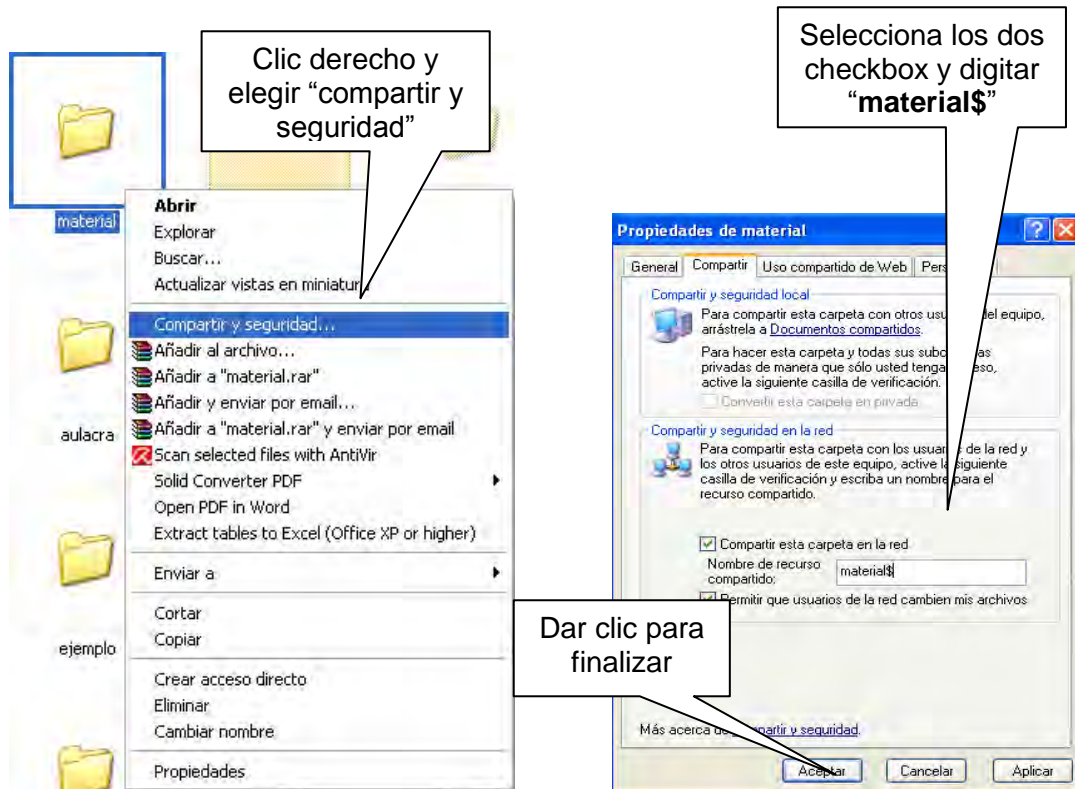 Clic derecho y
elegir “compartir y
seguridad”
Selecciona los dos
checkbox y digitar
“material$”
material
aulacra
ejemplo
Abrir
Explorar
Buscar...
Actualizar vistas en miniatura
Compartir y seguridad...
Añadir al archivo...
Añadir a "material.rar"
Añadir y enviar por email...
Añadir a "material.rar" y enviar por email
Scan selected files with AntiVir
Solid Converter PDF
Open PDF in Word
Extract tables to Excel (Office XP or higher)
Enviar a
Cortar
Copiar
Crear acceso directo
Eliminar
Cambiar nombre
Propiedades
Propiedades de material
General Compartir Uso compartido de Web
Compartir y seguridad local
Para compartir esta carpeta con otros del equipo,
arrástrela a Documentos compartidos.
Para hacer esta carpeta y todas sus
privadas de manera que sólo usted tenga
active la siguiente casilla de verificación.
Convertir esta carpeta en privada
Compartir y seguridad en la red
Para compartir esta carpeta con los usuarios de la red y
los otros usuarios de este equipo, active la siguiente
casilla de verificación y escriba un nombre para el
recurso compartido.
Compartir esta carpeta en la red
Nombre de recurso
compartido:
material$
Permitir que usuarios de la red cambien mis archivos
Dar clic para
finalizar
Más acerca de compartir y seguridad.
Aceptar Cancelar Aplicar